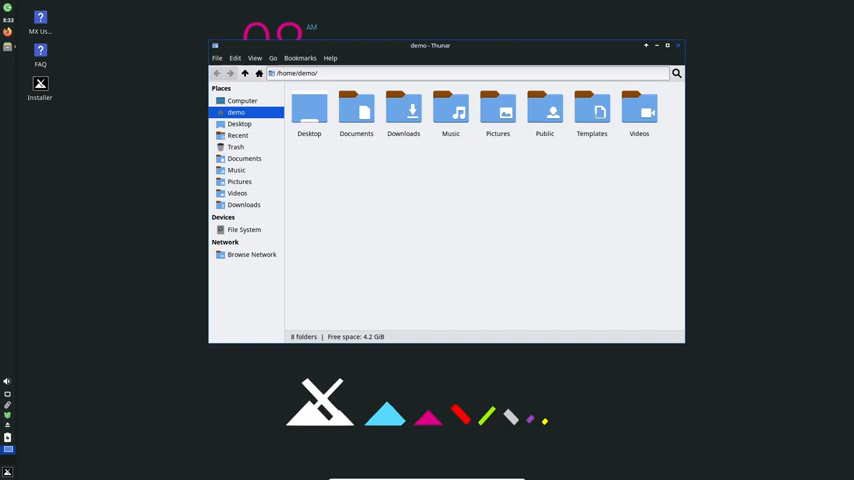 8:33
MX Us...
FAQ
Installer
AM
demo - Thunar
File Edit View Go Bookmarks Help
/home/demo/
Places
Computer
demo
Desktop
Recent
Trash
Documents
Music
Pictures
Videos
Downloads
Devices
File System
Network
Browse Network
Desktop Documents Downloads Music Pictures Public Templates Videos
8 folders | Free space: 4.2 GiB